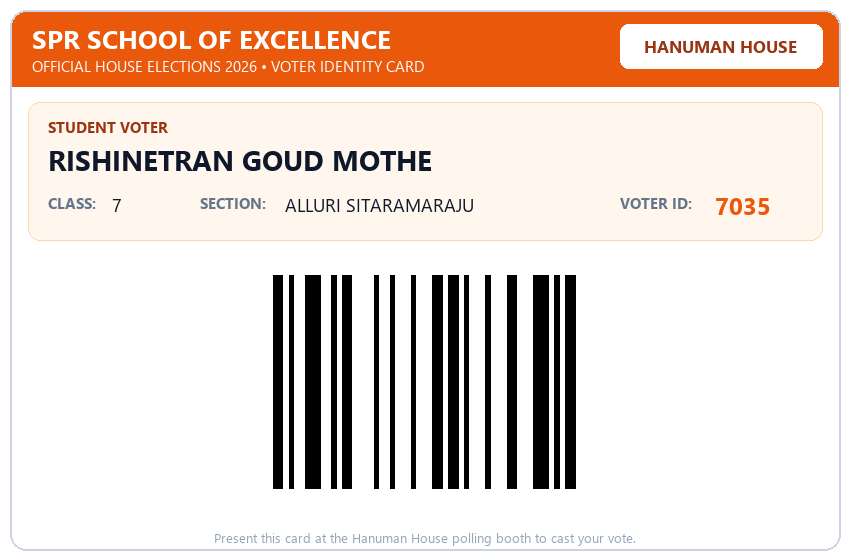 SPR SCHOOL OF EXCELLENCE
OFFICIAL HOUSE ELECTIONS 2026 • VOTER IDENTITY CARD
HANUMAN HOUSE
STUDENT VOTER
RISHINETRAN GOUD MOTHE
CLASS: 7 SECTION: ALLURI SITARAMARAJU VOTER ID: 7035
Present this card at the Hanuman House polling booth to cast your vote.